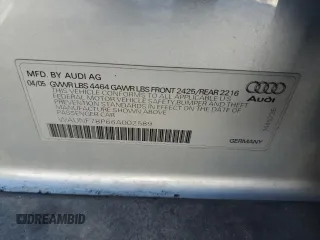 MFD. BY AUDI AG
04/05 GVWR LBS 4464 GAWR LBS FRONT 2425/REAR 2216
THIS VEHICLE CONFORMS TO ALL APPLICABLE
FEDERAL MOTOR VEHICLE SAFETY, BUMPER AND THEFT
PREVENTION STANDARDS IN EFFECT ON THE DATE OF
MANUFACTURE SHOWN ABOVE
PASSENGER CAR
Audi
GERMANY
DREAMBID